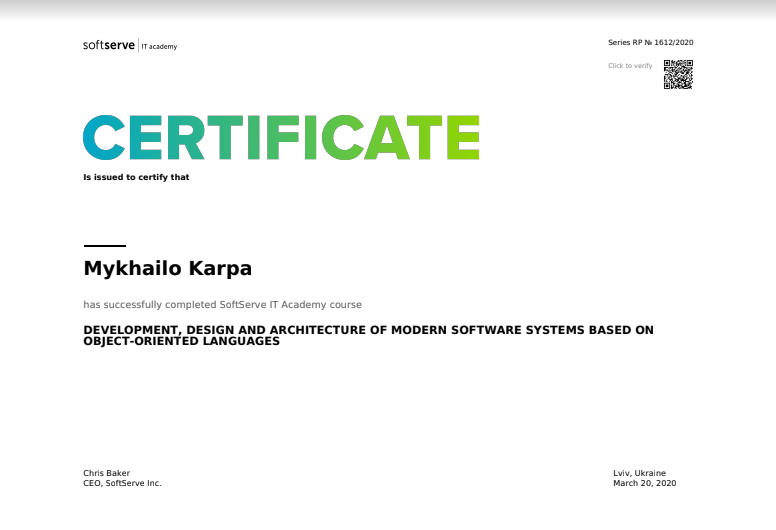 softserve IT academy
Series RP № 1612/2020
Click to verify
CERTIFICATE
Is issued to certify that
Mykhailo Karpa
has successfully completed SoftServe IT Academy course
DEVELOPMENT, DESIGN AND ARCHITECTURE OF MODERN SOFTWARE SYSTEMS BASED ON
OBJECT-ORIENTED LANGUAGES
Chris Baker
CEO, SoftServe Inc.
Lviv, Ukraine
March 20, 2020